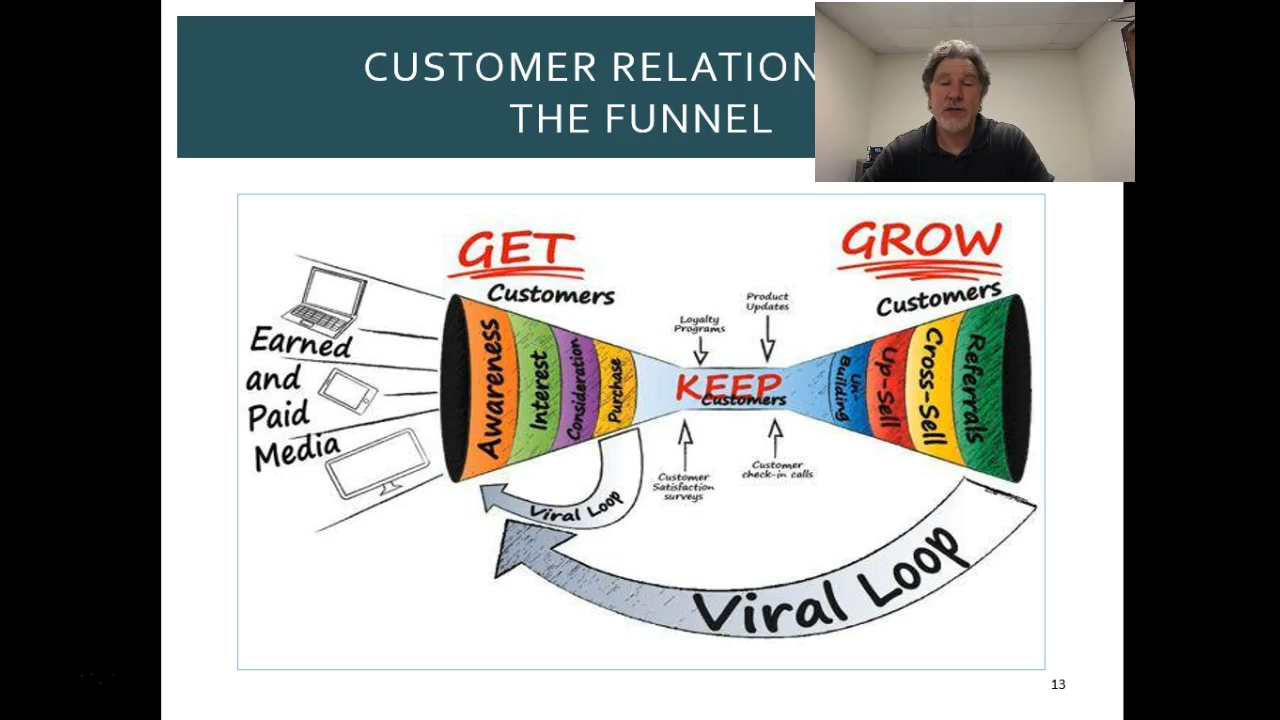 CUSTOMER RELATION
THE FUNNEL
GET
Customers
GROW
Customers
Earned
and
Paid
Media
Awareness
Interest
Consideration
Purchase
Loyalty
Programs
Product
Updates
KEEP
Customers
Customer
Satisfaction
surveys
Customer
check-in calls
Un-
Building
Up-Sell
Cross-Sell
Referrals
Viral Loop
Viral Loop
13